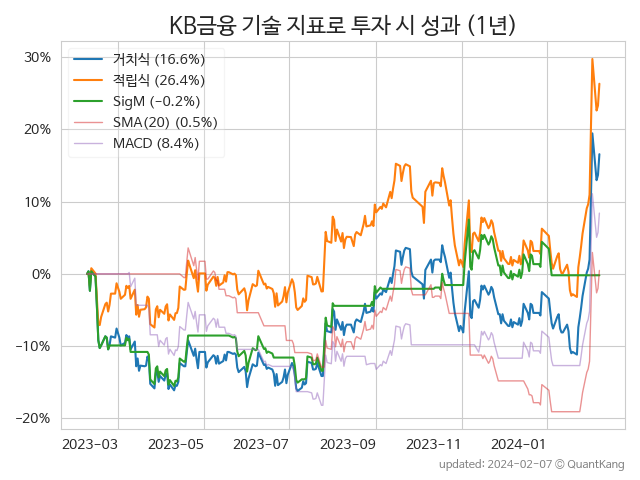 KB금융 기술 지표로 투자 시 성과 (1년)
30%
20%
10%
0%
−10%
−20%
거치식 (16.6%)
적립식 (26.4%)
SigM (−0.2%)
SMA(20) (0.5%)
MACD (8.4%)
2023-03 2023-05 2023-07 2023-09 2023-11 2024-01
updated: 2024-02-07 © QuantKang